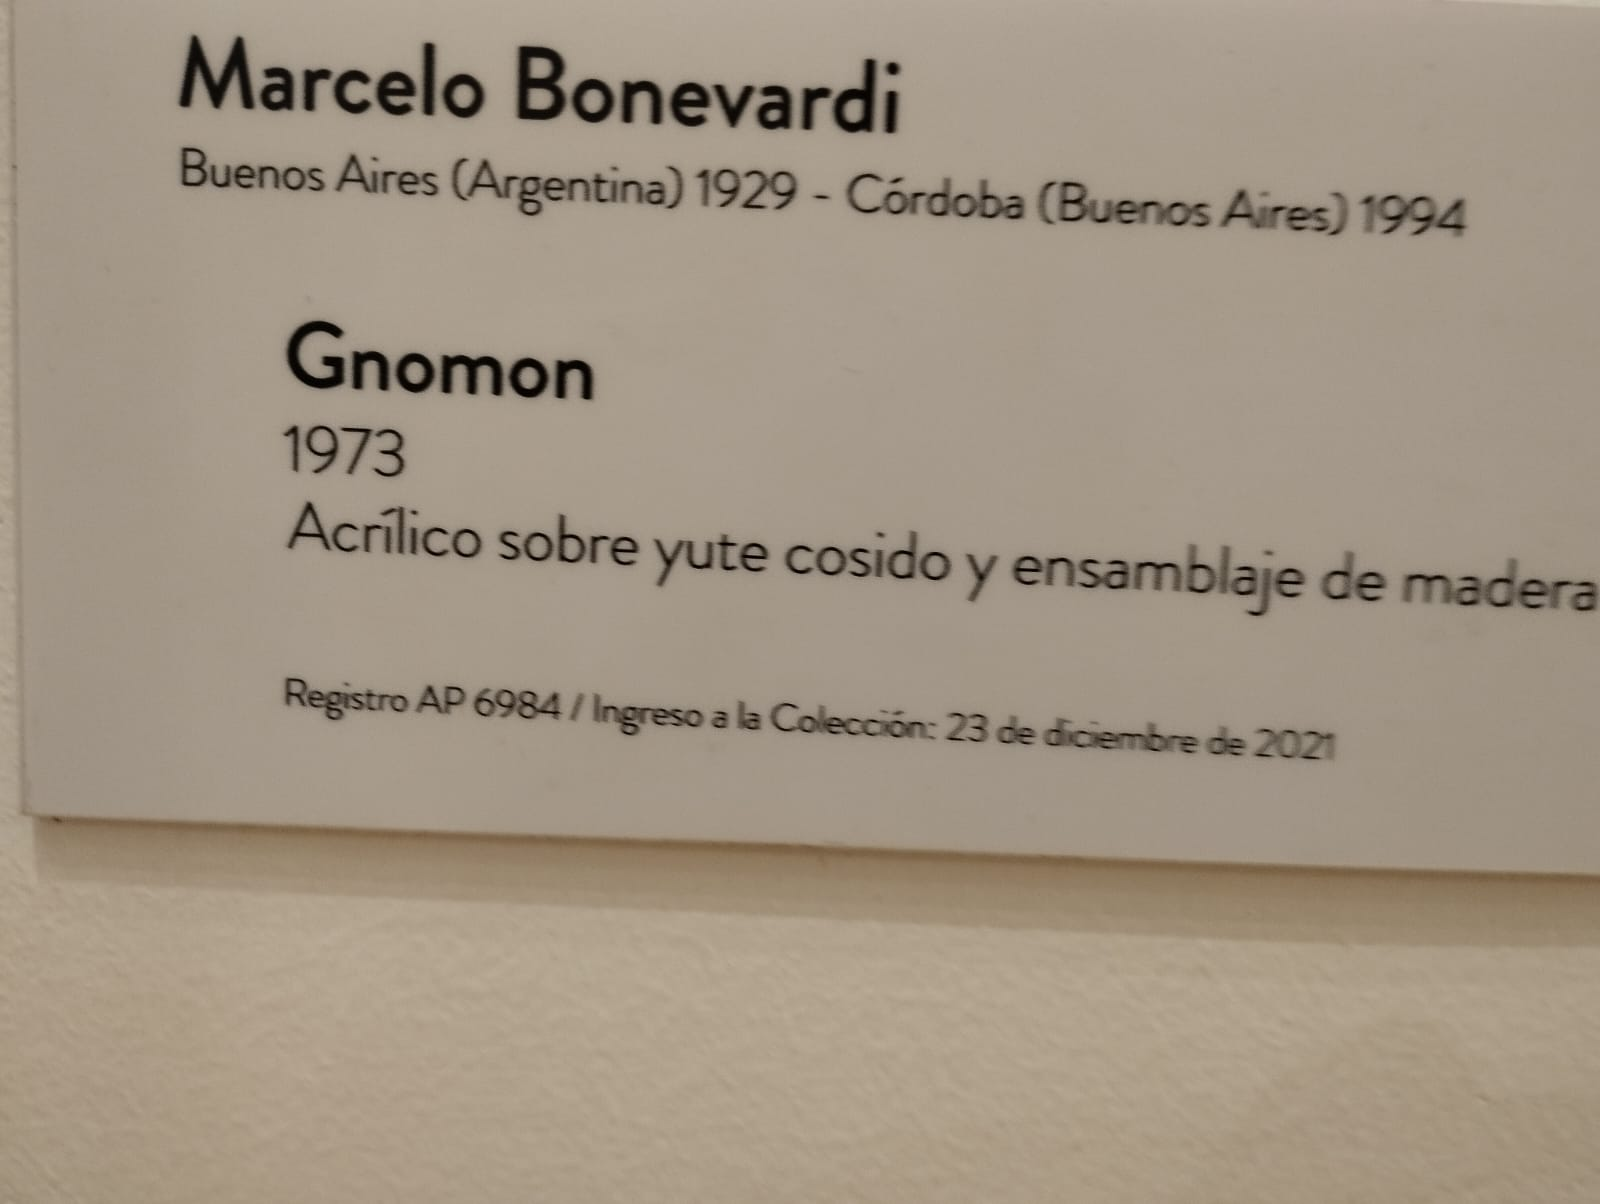 Marcelo Bonevardi
Buenos Aires (Argentina) 1929 - Córdoba (Buenos Aires) 1994
Gnomon
1973
Acrílico sobre yute cosido y ensamblaje de madera
Registro AP 6984 / Ingreso a la Colección: 23 de diciembre de 2021